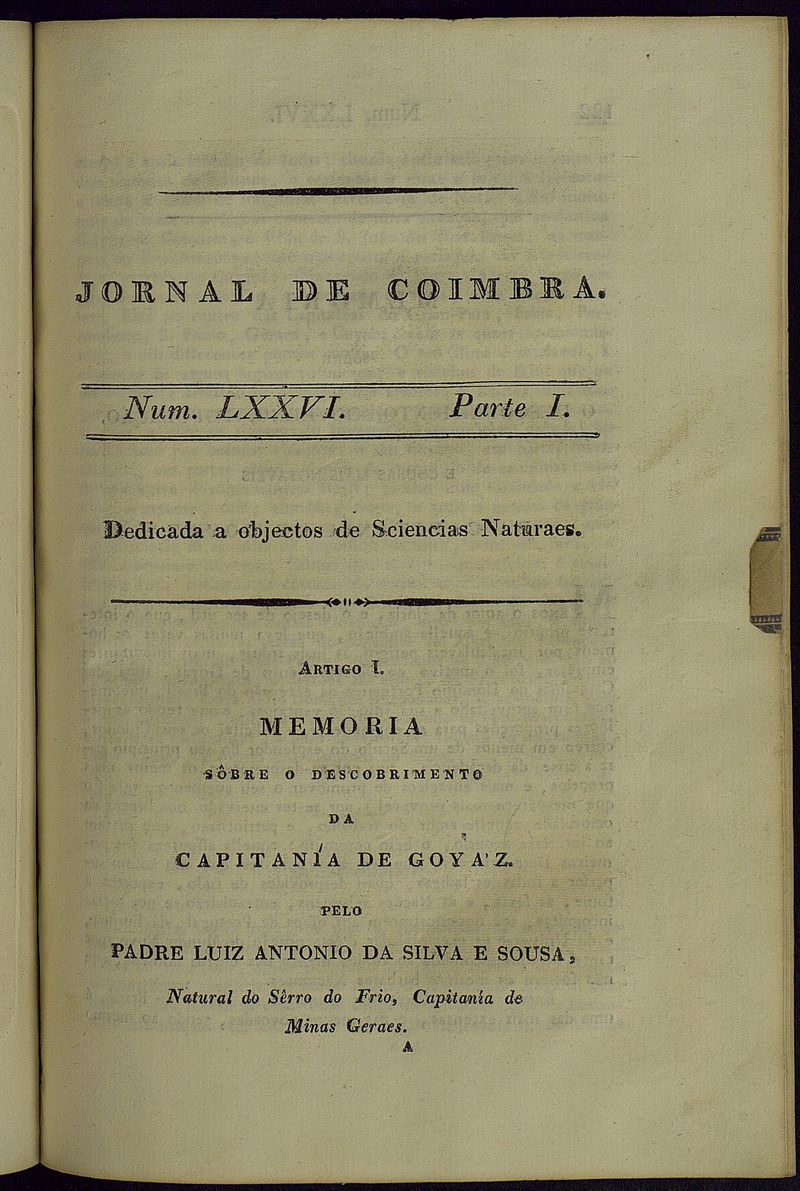 JORNAL DE COIMBRA.
Num. LXXVI. Parte I.
Dedicada a objectos de Sciencias Naturaes.
ARTIGO I.
MEMORIA
SÔBRE O DESCOBRIMENTO
DA
CAPITANÍA DE GOYA'Z.
PELO
PADRE LUIZ ANTONIO DA SILVA E SOUSA,
Natural do Sêrro do Frio, Capitanía de
Minas Geraes.
A